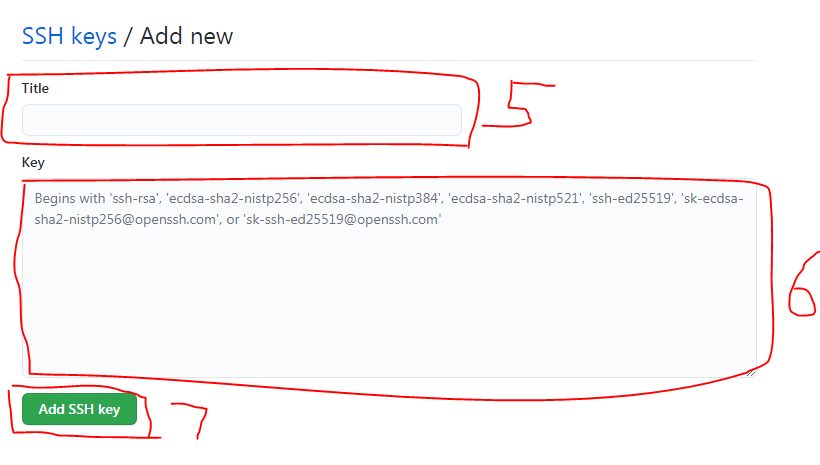 SSH keys / Add new
Title
5
Key
Begins with 'ssh-rsa', 'ecdsa-sha2-nistp256', 'ecdsa-sha2-nistp384', 'ecdsa-sha2-nistp521', 'ssh-ed25519', 'sk-ecdsa-
sha2-nistp256@openssh.com', or 'sk-ssh-ed25519@openssh.com'
6
Add SSH key
7